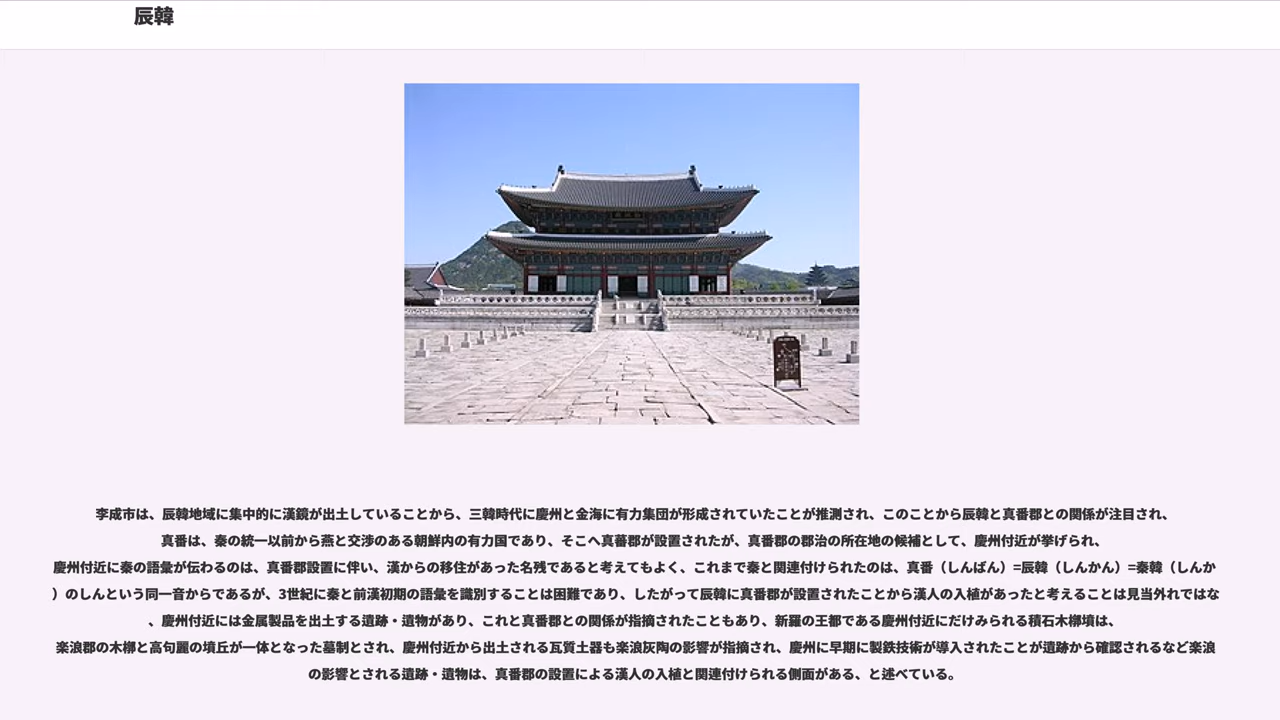 辰韓
李成市は、辰韓地域に集中的に漢鏡が出土していることから、三韓時代に慶州と金海に有力集団が形成されていたことが推測され、このことから辰韓と真番郡との関係が注目され、
真番は、秦の統一以前から燕と交渉のある朝鮮内の有力国であり、そこへ真蕃郡が設置されたが、真番郡の郡治の所在地の候補として、慶州付近が挙げられ、
慶州付近に秦の語彙が伝わるのは、真番郡設置に伴い、漢からの移住があった名残であると考えてもよく、これまで秦と関連付けられたのは、真番（しんばん）=辰韓（しんかん）=秦韓（しんか
）のしんという同一音からであるが、3世紀に秦と前漢初期の語彙を識別することは困難であり、したがって辰韓に真番郡が設置されたことから漢人の入植があったと考えることは見当外れではな
、慶州付近には金属製品を出土する遺跡・遺物があり、これと真番郡との関係が指摘されたこともあり、新羅の王都である慶州付近にだけみられる積石木槨墳は、
楽浪郡の木槨と高句麗の墳丘が一体となった墓制とされ、慶州付近から出土される瓦質土器も楽浪灰陶の影響が指摘され、慶州に早期に製鉄技術が導入されたことが遺跡から確認されるなど楽浪
の影響とされる遺跡・遺物は、真番郡の設置による漢人の入植と関連付けられる側面がある、と述べている。